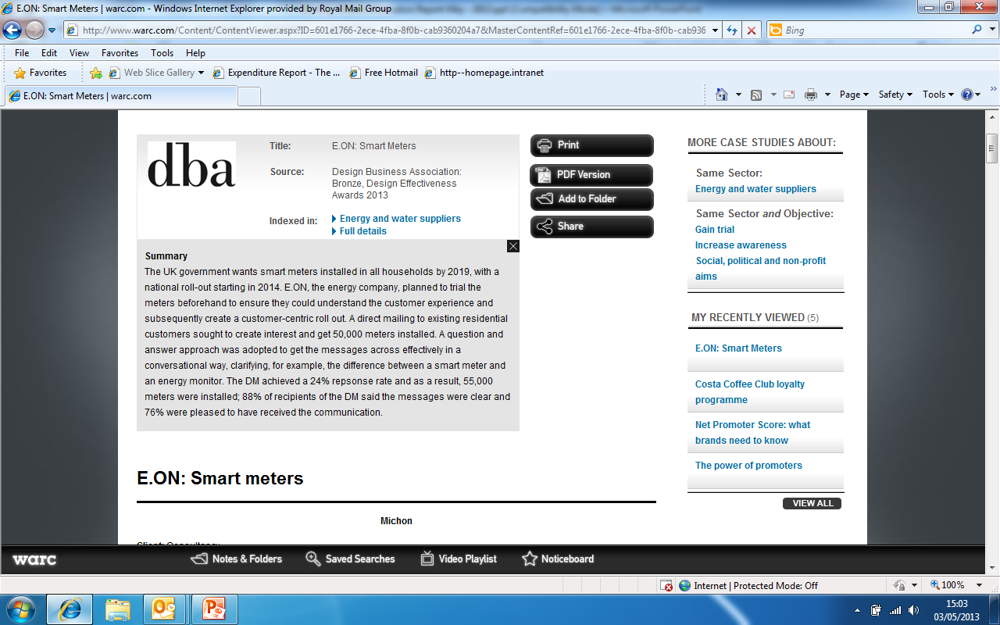 E.ON: Smart Meters | warc.com - Windows Internet Explorer provided by Royal Mail Group
http://www.warc.com/Content/ContentViewer.aspx?ID=601e1766-2ece-4fba-8f0b-cab9360204a7&MasterContentRef=601e1766-2ece-4fba-8f0b-cab936
Bing
File Edit View Favorites Tools Help
Favorites Web Slice Gallery Expenditure Report - The ... Free Hotmail http--homepage.intranet
E.ON: Smart Meters | warc.com
Page Safety Tools
dba
Title: E.ON: Smart Meters
Source: Design Business Association:
Bronze, Design Effectiveness
Awards 2013
Indexed in: Energy and water suppliers
Full details
Print
PDF Version
Add to Folder
Share
Summary
The UK government wants smart meters installed in all households by 2019, with a
national roll-out starting in 2014. E.ON, the energy company, planned to trial the
meters beforehand to ensure they could understand the customer experience and
subsequently create a customer-centric roll out. A direct mailing to existing residential
customers sought to create interest and get 50,000 meters installed. A question and
answer approach was adopted to get the messages across effectively in a
conversational way, clarifying, for example, the difference between a smart meter and
an energy monitor. The DM achieved a 24% repsonse rate and as a result, 55,000
meters were installed; 88% of recipients of the DM said the messages were clear and
76% were pleased to have received the communication.
E.ON: Smart meters
Michon
Client: Consultancy
MORE CASE STUDIES ABOUT:
Same Sector:
Energy and water suppliers
Same Sector and Objective:
Gain trial
Increase awareness
Social, political and non-profit
aims
MY RECENTLY VIEWED (5)
E.ON: Smart Meters
Costa Coffee Club loyalty
programme
Net Promoter Score: what
brands need to know
The power of promoters
VIEW ALL
warc Notes & Folders Saved Searches Video Playlist Noticeboard
Internet | Protected Mode: Off 100%
15:03
03/05/2013